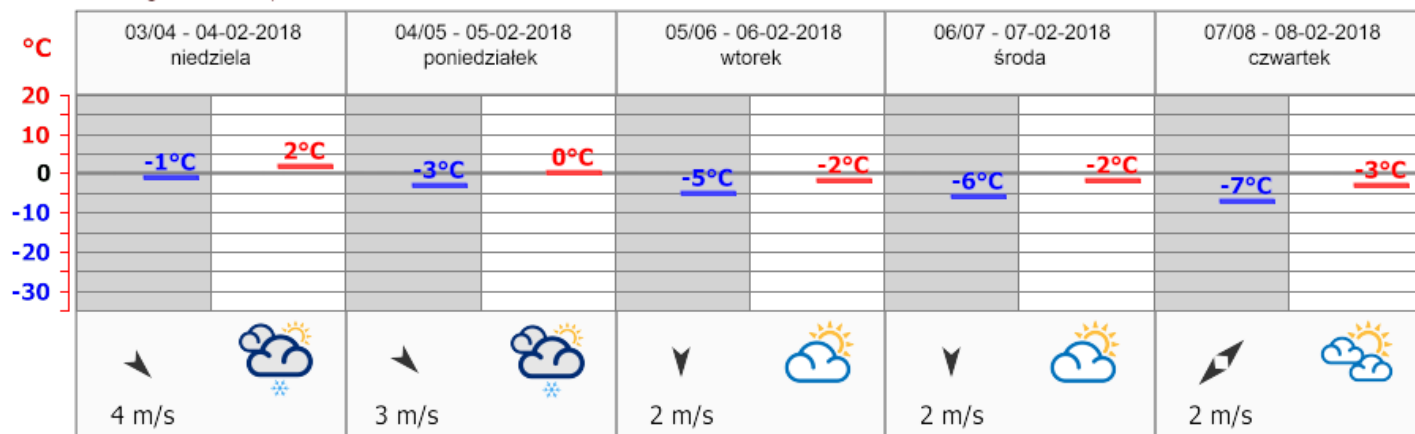 03/04 - 04-02-2018
niedziela
04/05 - 05-02-2018
poniedziałek
05/06 - 06-02-2018
wtorek
06/07 - 07-02-2018
środa
07/08 - 08-02-2018
czwartek
°C
20
10
0
-10
-20
-30
-1°C
2°C
-3°C
0°C
-5°C
-2°C
-6°C
-2°C
-7°C
-3°C
4 m/s
3 m/s
2 m/s
2 m/s
2 m/s